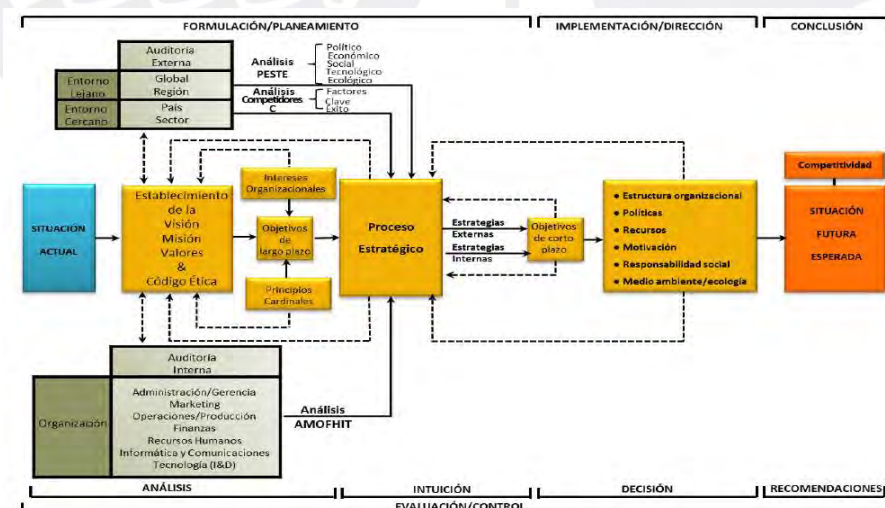 FORMULACIÓN/PLANEAMIENTO
IMPLEMENTACIÓN/DIRECCIÓN
CONCLUSIÓN
Auditoría
Externa
Entorno
Lejano
Global
Región
Entorno
Cercano
País
Sector
Análisis
PESTE
Político
Económico
Social
Tecnológico
Ecológico
Análisis
Competidores
C
Factores
Clave
Éxito
SITUACIÓN
ACTUAL
Establecimiento
de la
Visión
Misión
Valores
&
Código Ética
Intereses
Organizacionales
Objetivos
de
largo plazo
Principios
Cardinales
Proceso
Estratégico
Estrategias
Externas
Estrategias
Internas
Objetivos
de corto
plazo
• Estructura organizacional
• Políticas
• Recursos
• Motivación
• Responsabilidad social
• Medio ambiente/ecología
Competitividad
SITUACIÓN
FUTURA
ESPERADA
Auditoría
Interna
Organización
Administración/Gerencia
Marketing
Operaciones/Producción
Finanzas
Recursos Humanos
Informática y Comunicaciones
Tecnología (I&D)
Análisis
AMOFHIT
ANÁLISIS
INTUICIÓN
DECISIÓN
RECOMENDACIONES
EVALUACIÓN/CONTROL